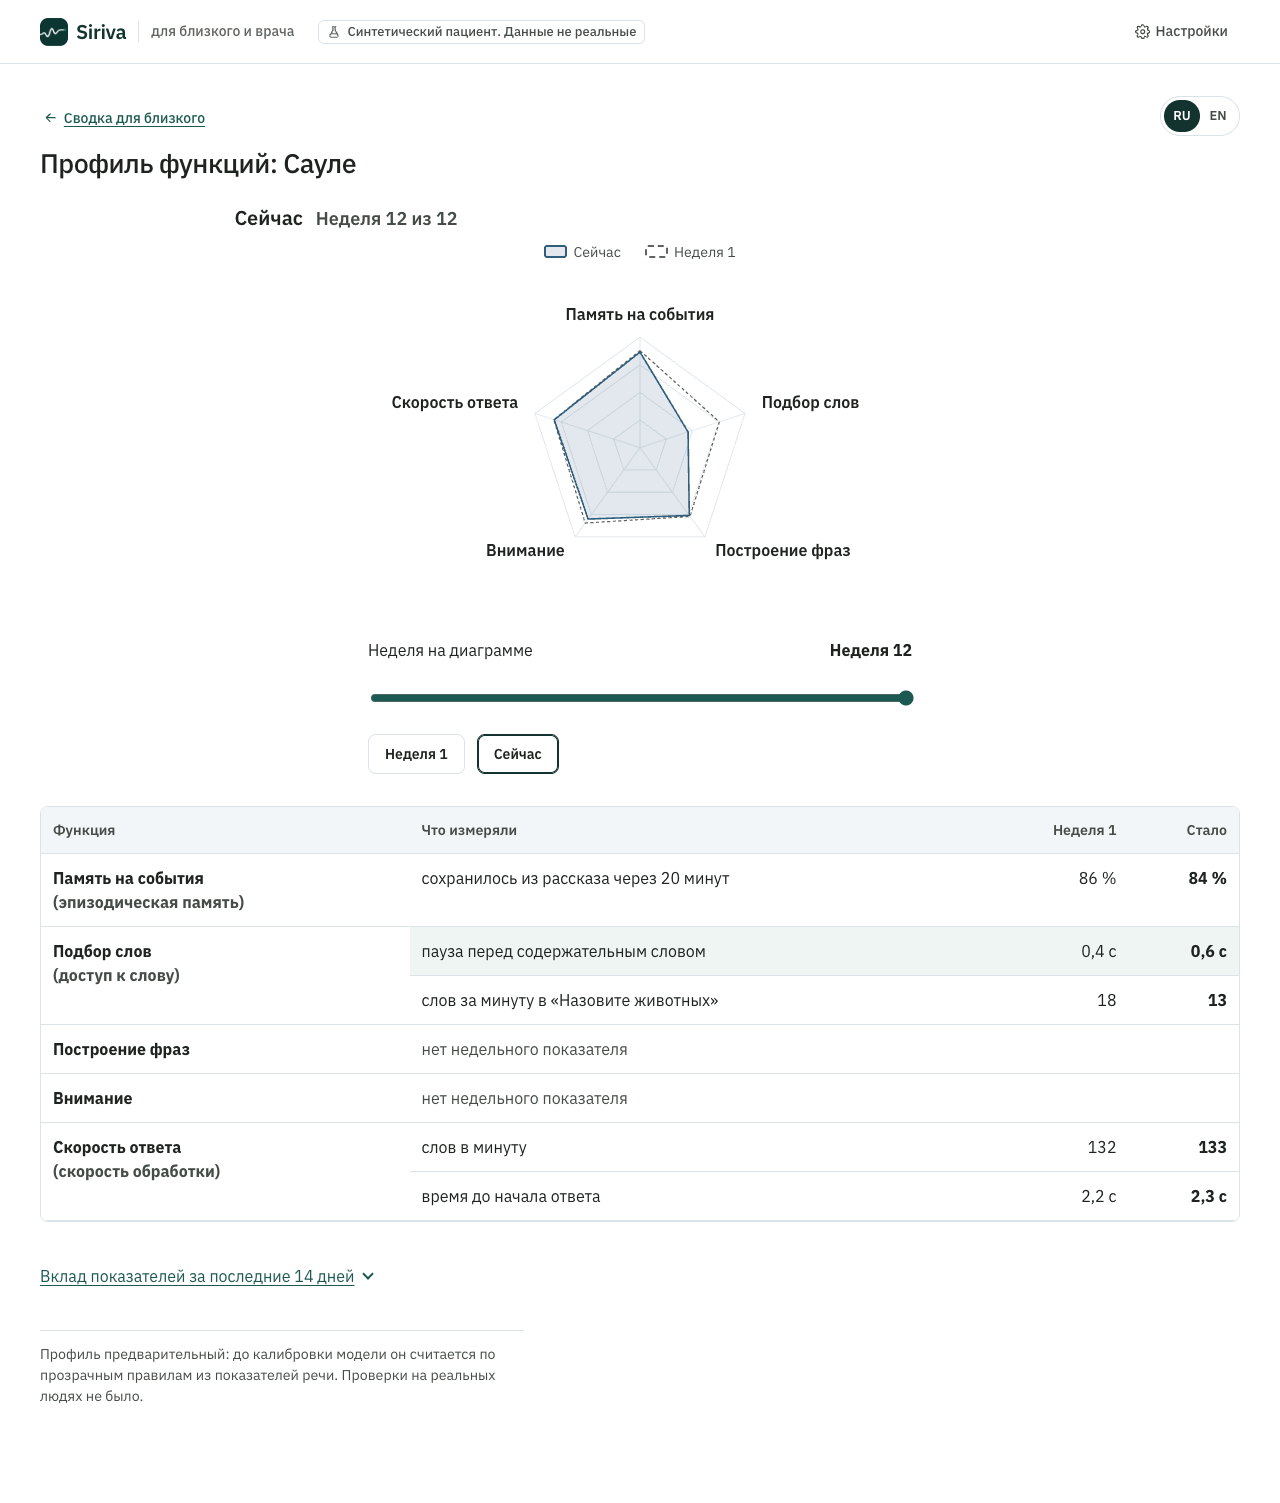 Siriva
для близкого и врача
Синтетический пациент. Данные не реальные
Настройки
← Сводка для близкого
RU EN
Профиль функций: Сауле
Сейчас Неделя 12 из 12
Сейчас Неделя 1
Память на события
Скорость ответа
Подбор слов
Внимание
Построение фраз
Неделя на диаграмме
Неделя 12
Неделя 1
Сейчас
Функция Что измеряли Неделя 1 Стало
Память на события сохранилось из рассказа через 20 минут 86 % 84 %
(эпизодическая память)
Подбор слов пауза перед содержательным словом 0,4 с 0,6 с
(доступ к слову)
слов за минуту в «Назовите животных» 18 13
Построение фраз нет недельного показателя
Внимание нет недельного показателя
Скорость ответа слов в минуту 132 133
(скорость обработки)
время до начала ответа 2,2 с 2,3 с
Вклад показателей за последние 14 дней
Профиль предварительный: до калибровки модели он считается по
прозрачным правилам из показателей речи. Проверки на реальных
людях не было.